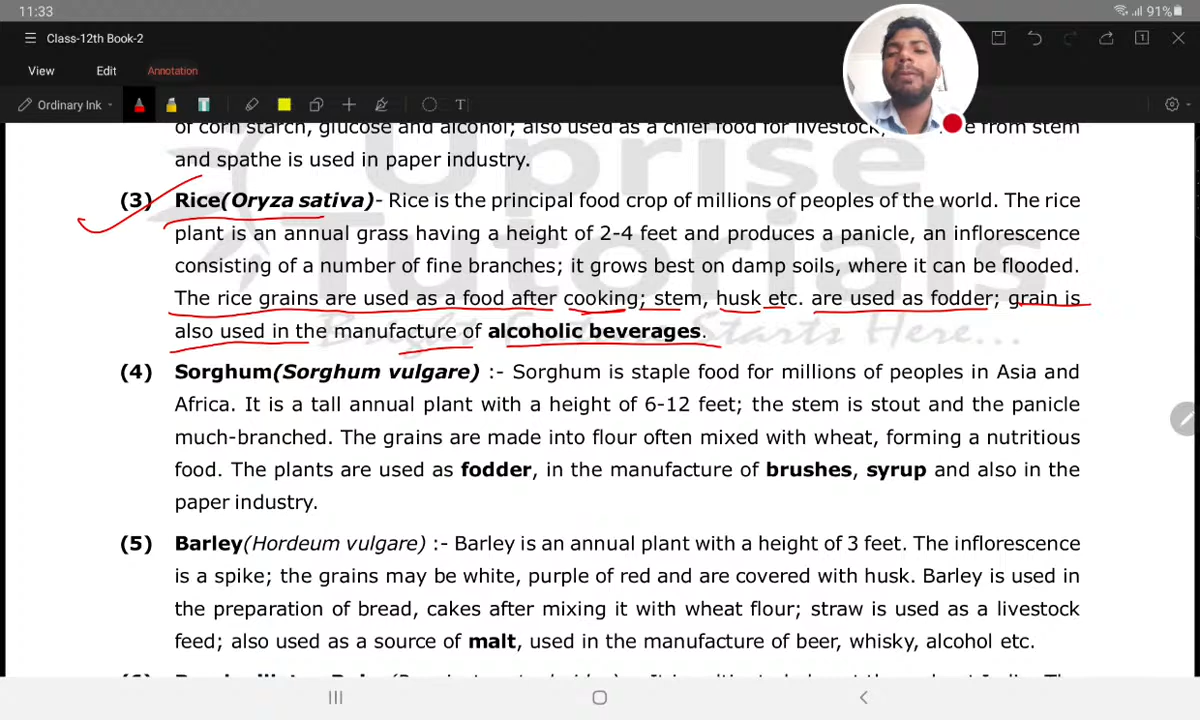 11:33
91%
Class-12th Book-2
View Edit Annotation
Ordinary Ink
of corn starch, glucose and alcohol; also used as a chief food for livestock, from stem
and spathe is used in paper industry.
(3) Rice(Oryza sativa)- Rice is the principal food crop of millions of peoples of the world. The rice
plant is an annual grass having a height of 2-4 feet and produces a panicle, an inflorescence
consisting of a number of fine branches; it grows best on damp soils, where it can be flooded.
The rice grains are used as a food after cooking; stem, husk etc. are used as fodder; grain is
also used in the manufacture of alcoholic beverages.
(4) Sorghum(Sorghum vulgare) :- Sorghum is staple food for millions of peoples in Asia and
Africa. It is a tall annual plant with a height of 6-12 feet; the stem is stout and the panicle
much-branched. The grains are made into flour often mixed with wheat, forming a nutritious
food. The plants are used as fodder, in the manufacture of brushes, syrup and also in the
paper industry.
(5) Barley(Hordeum vulgare) :- Barley is an annual plant with a height of 3 feet. The inflorescence
is a spike; the grains may be white, purple of red and are covered with husk. Barley is used in
the preparation of bread, cakes after mixing it with wheat flour; straw is used as a livestock
feed; also used as a source of malt, used in the manufacture of beer, whisky, alcohol etc.
Uprise
Tutorials
Bright Starts Here...